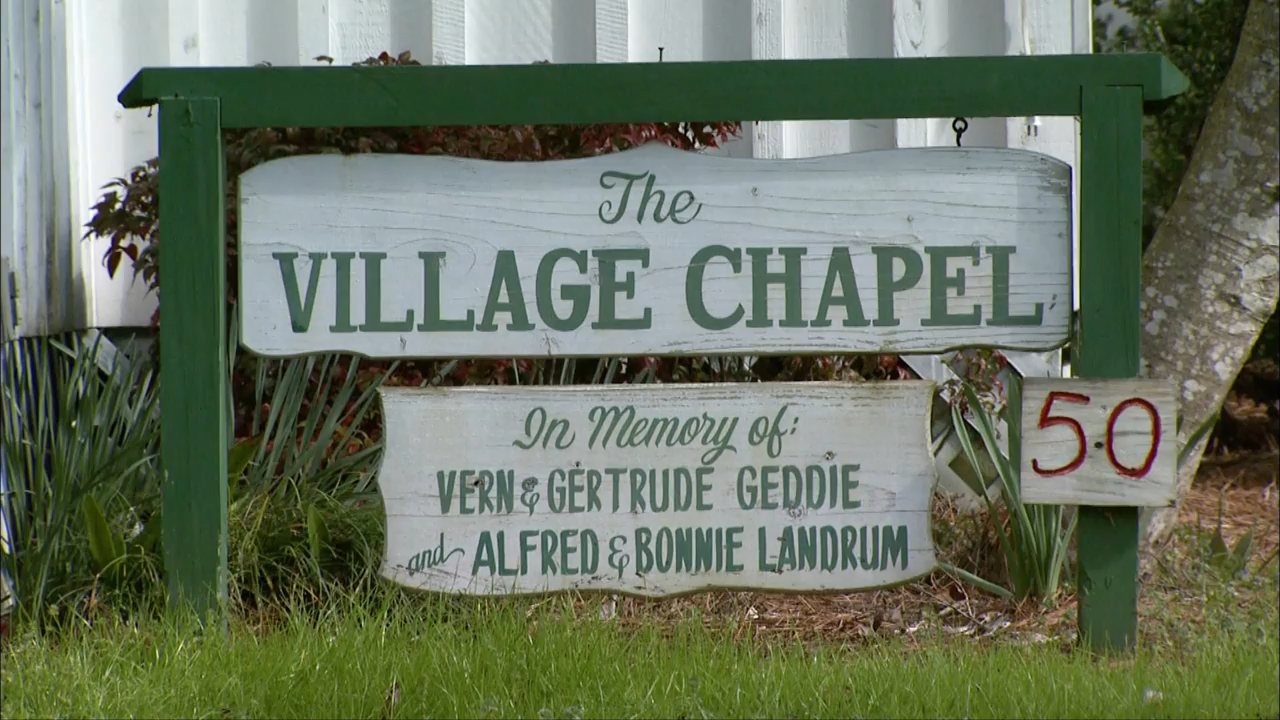 The
VILLAGE CHAPEL
In Memory of:
VERN & GERTRUDE GEDDIE
and ALFRED & BONNIE LANDRUM
50